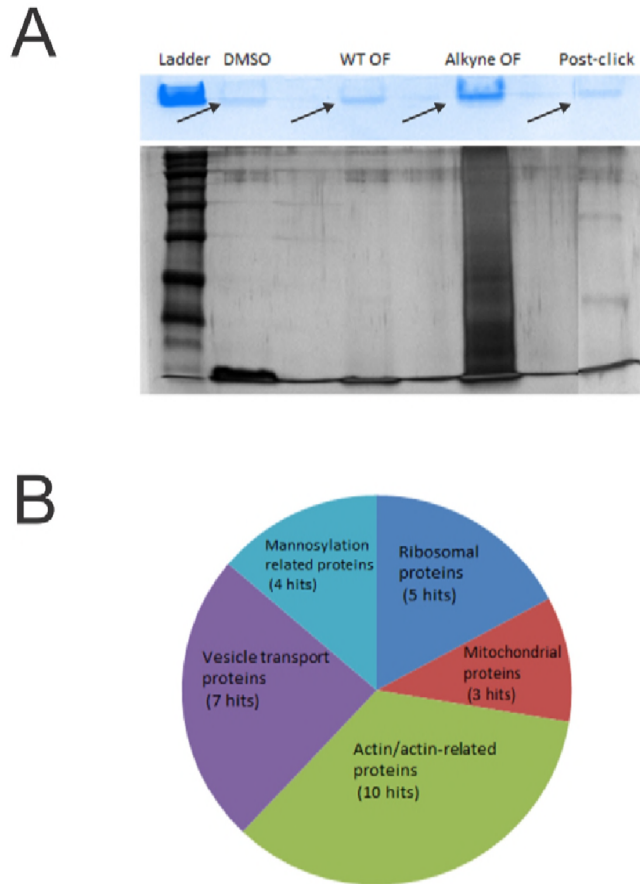 A
Ladder DMSO WT OF Alkyne OF Post-click
B
Mannosylation
related proteins
(4 hits)
Ribosomal
proteins
(5 hits)
Mitochondrial
proteins
(3 hits)
Vesicle transport
proteins
(7 hits)
Actin/actin-related
proteins
(10 hits)